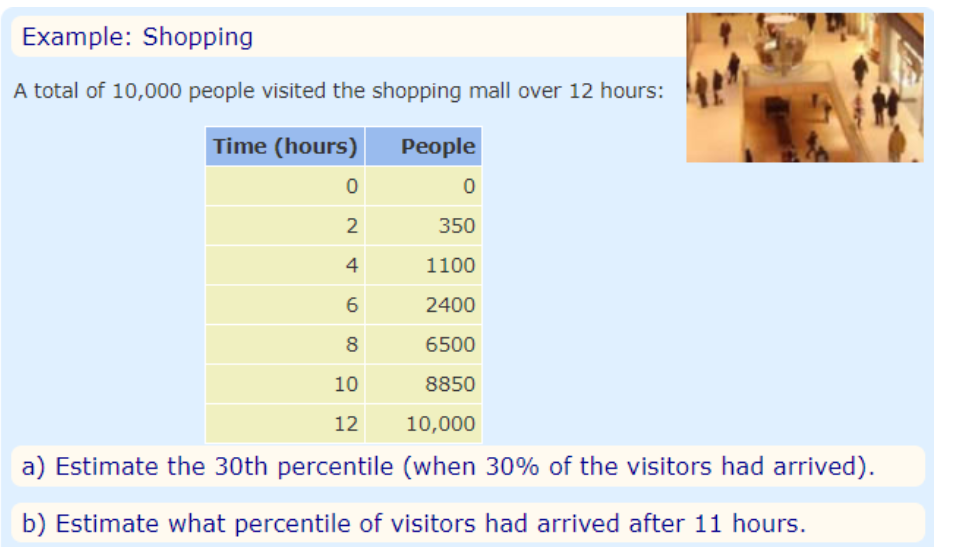 Example: Shopping
A total of 10,000 people visited the shopping mall over 12 hours:
Time (hours) People
0 0
2 350
4 1100
6 2400
8 6500
10 8850
12 10,000
a) Estimate the 30th percentile (when 30% of the visitors had arrived).
b) Estimate what percentile of visitors had arrived after 11 hours.